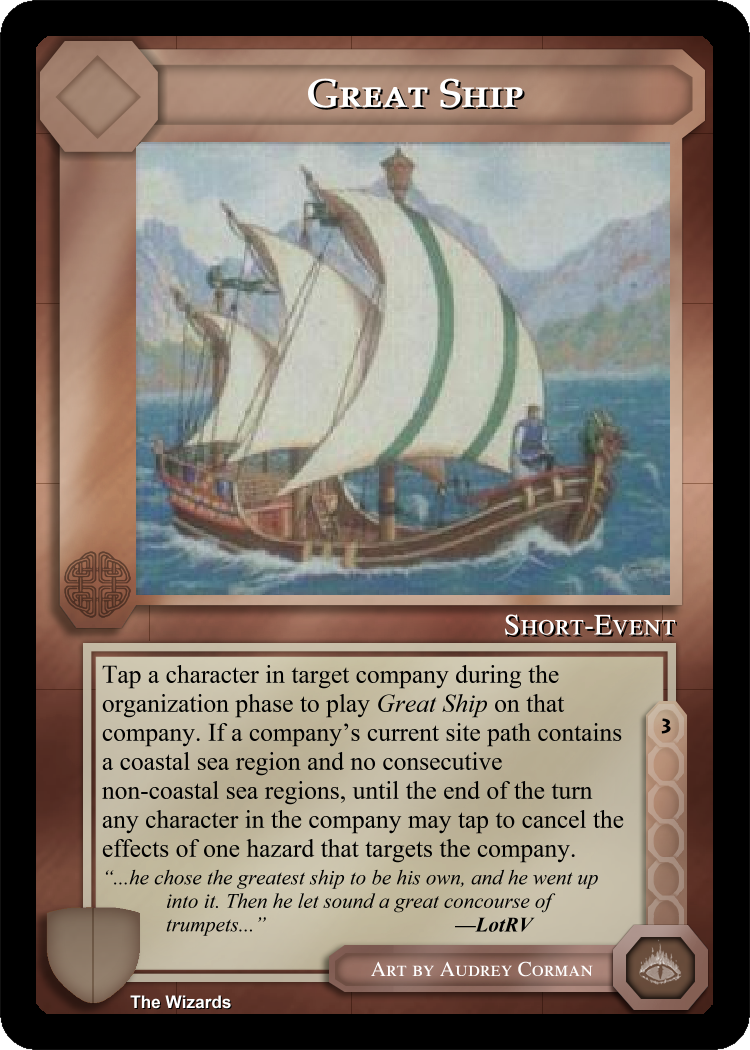 Great Ship
Short-Event
Tap a character in target company during the
organization phase to play Great Ship on that
company. If a company’s current site path contains
a coastal sea region and no consecutive
non-coastal sea regions, until the end of the turn
any character in the company may tap to cancel the
effects of one hazard that targets the company.
3
“...he chose the greatest ship to be his own, and he went up
into it. Then he let sound a great concourse of
trumpets...” —LotRV
Art by Audrey Corman
The Wizards